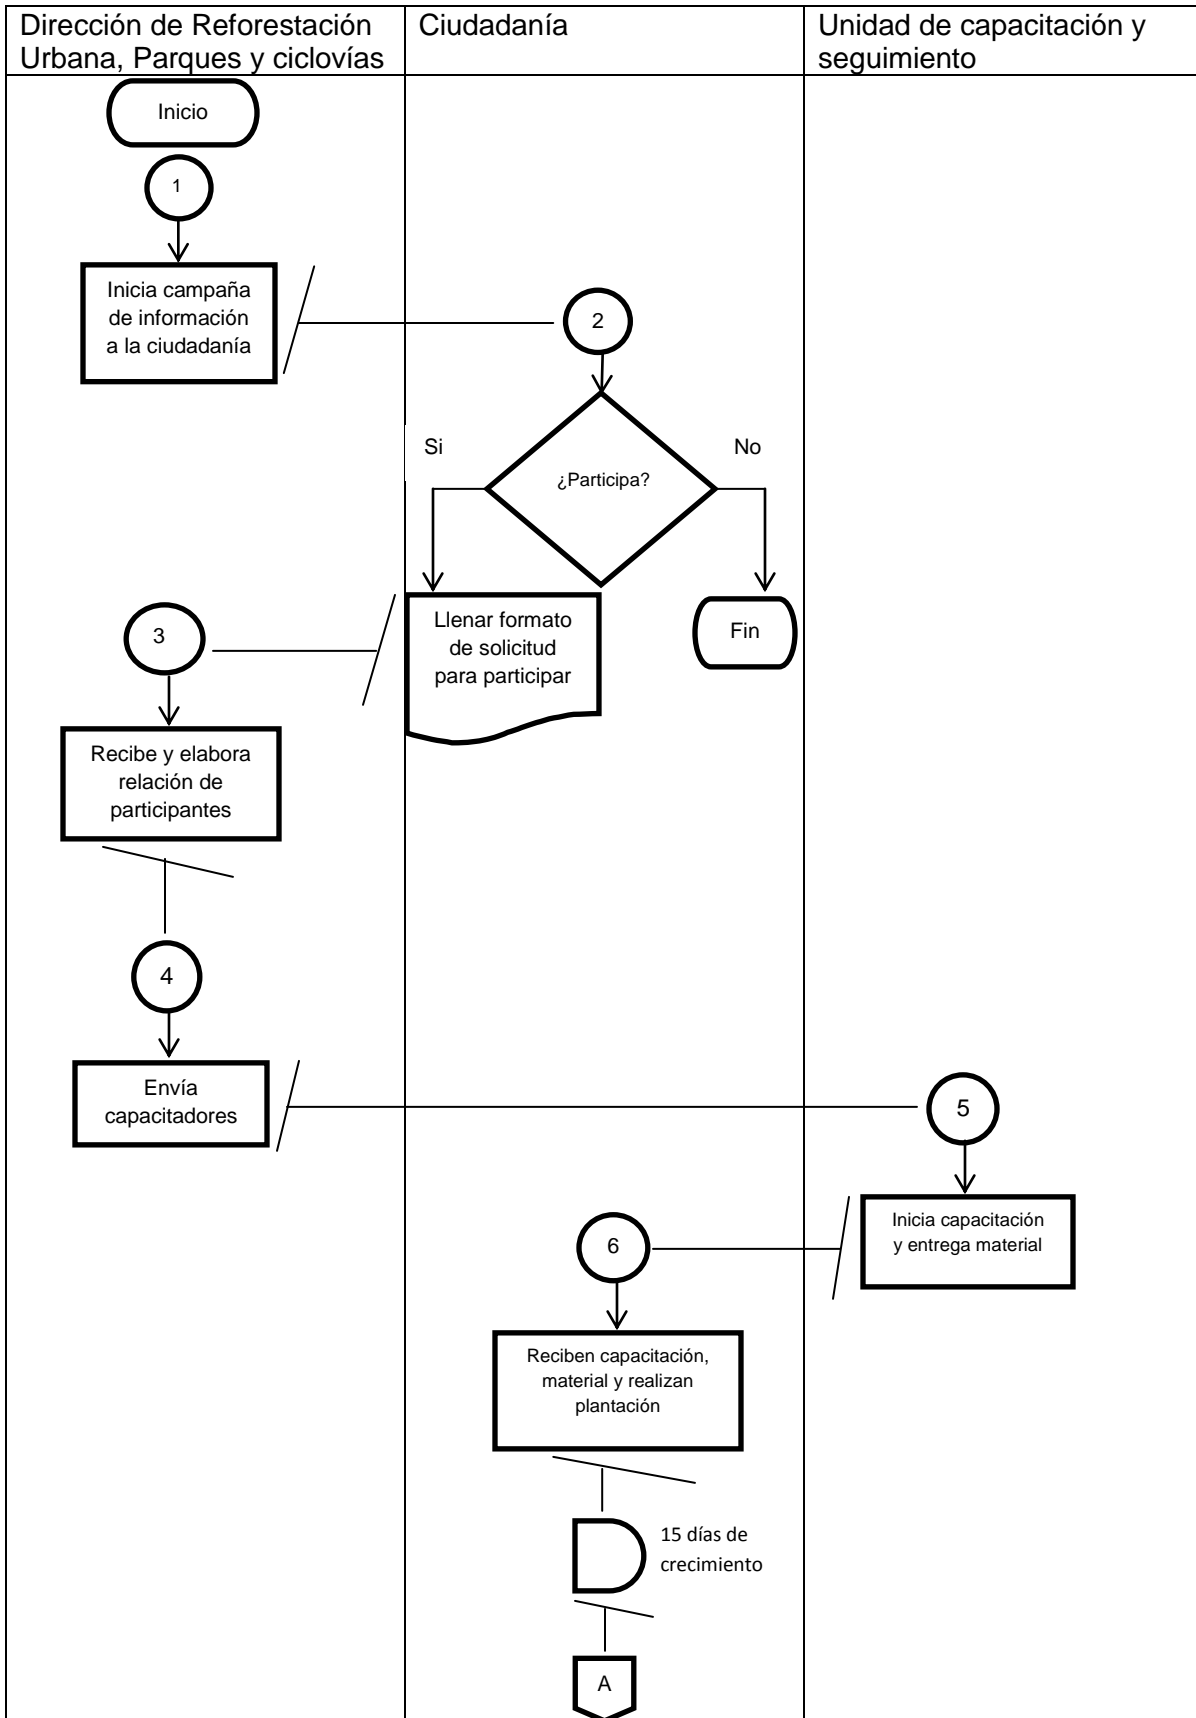 Dirección de Reforestación
Urbana, Parques y ciclovías
Ciudadanía
Unidad de capacitación y
seguimiento
Inicio
1
Inicia campaña
de información
a la ciudadanía
2
Si
No
¿Participa?
Llenar formato
de solicitud
para participar
Fin
3
Recibe y elabora
relación de
participantes
4
Envía
capacitadores
5
Inicia capacitación
y entrega material
6
Reciben capacitación,
material y realizan
plantación
15 días de
crecimiento
A